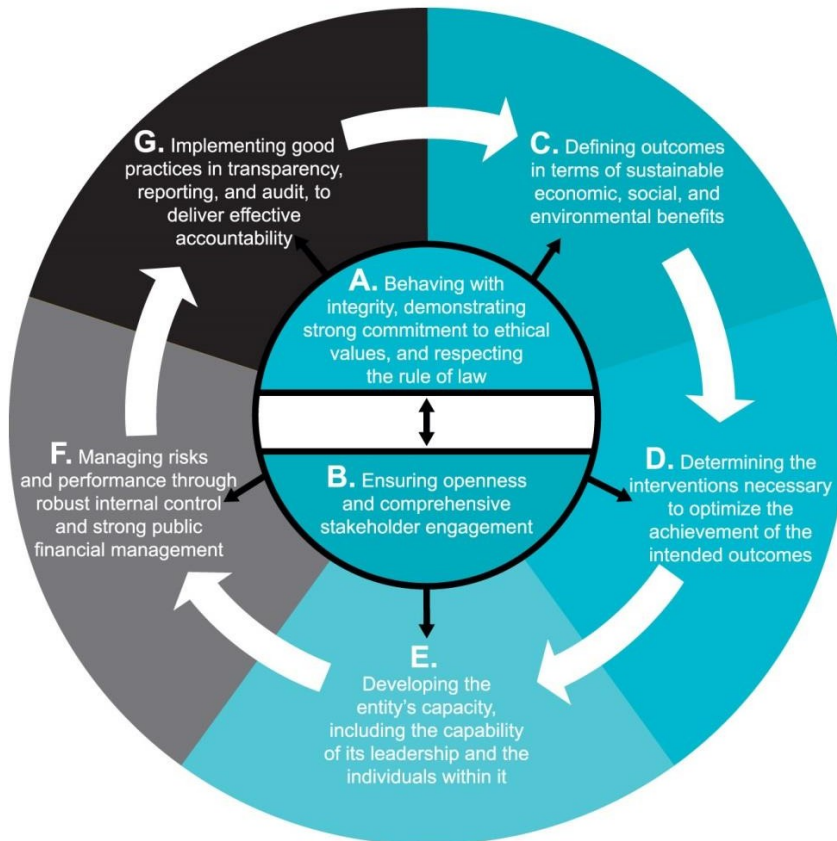 A. Behaving with
integrity, demonstrating
strong commitment to ethical
values, and respecting
the rule of law
B. Ensuring openness
and comprehensive
stakeholder engagement
C. Defining outcomes
in terms of sustainable
economic, social, and
environmental benefits
D. Determining the
interventions necessary
to optimize the
achievement of the
intended outcomes
E.
Developing the
entity’s capacity,
including the capability
of its leadership and the
individuals within it
F. Managing risks
and performance through
robust internal control
and strong public
financial management
G. Implementing good
practices in transparency,
reporting, and audit, to
deliver effective
accountability